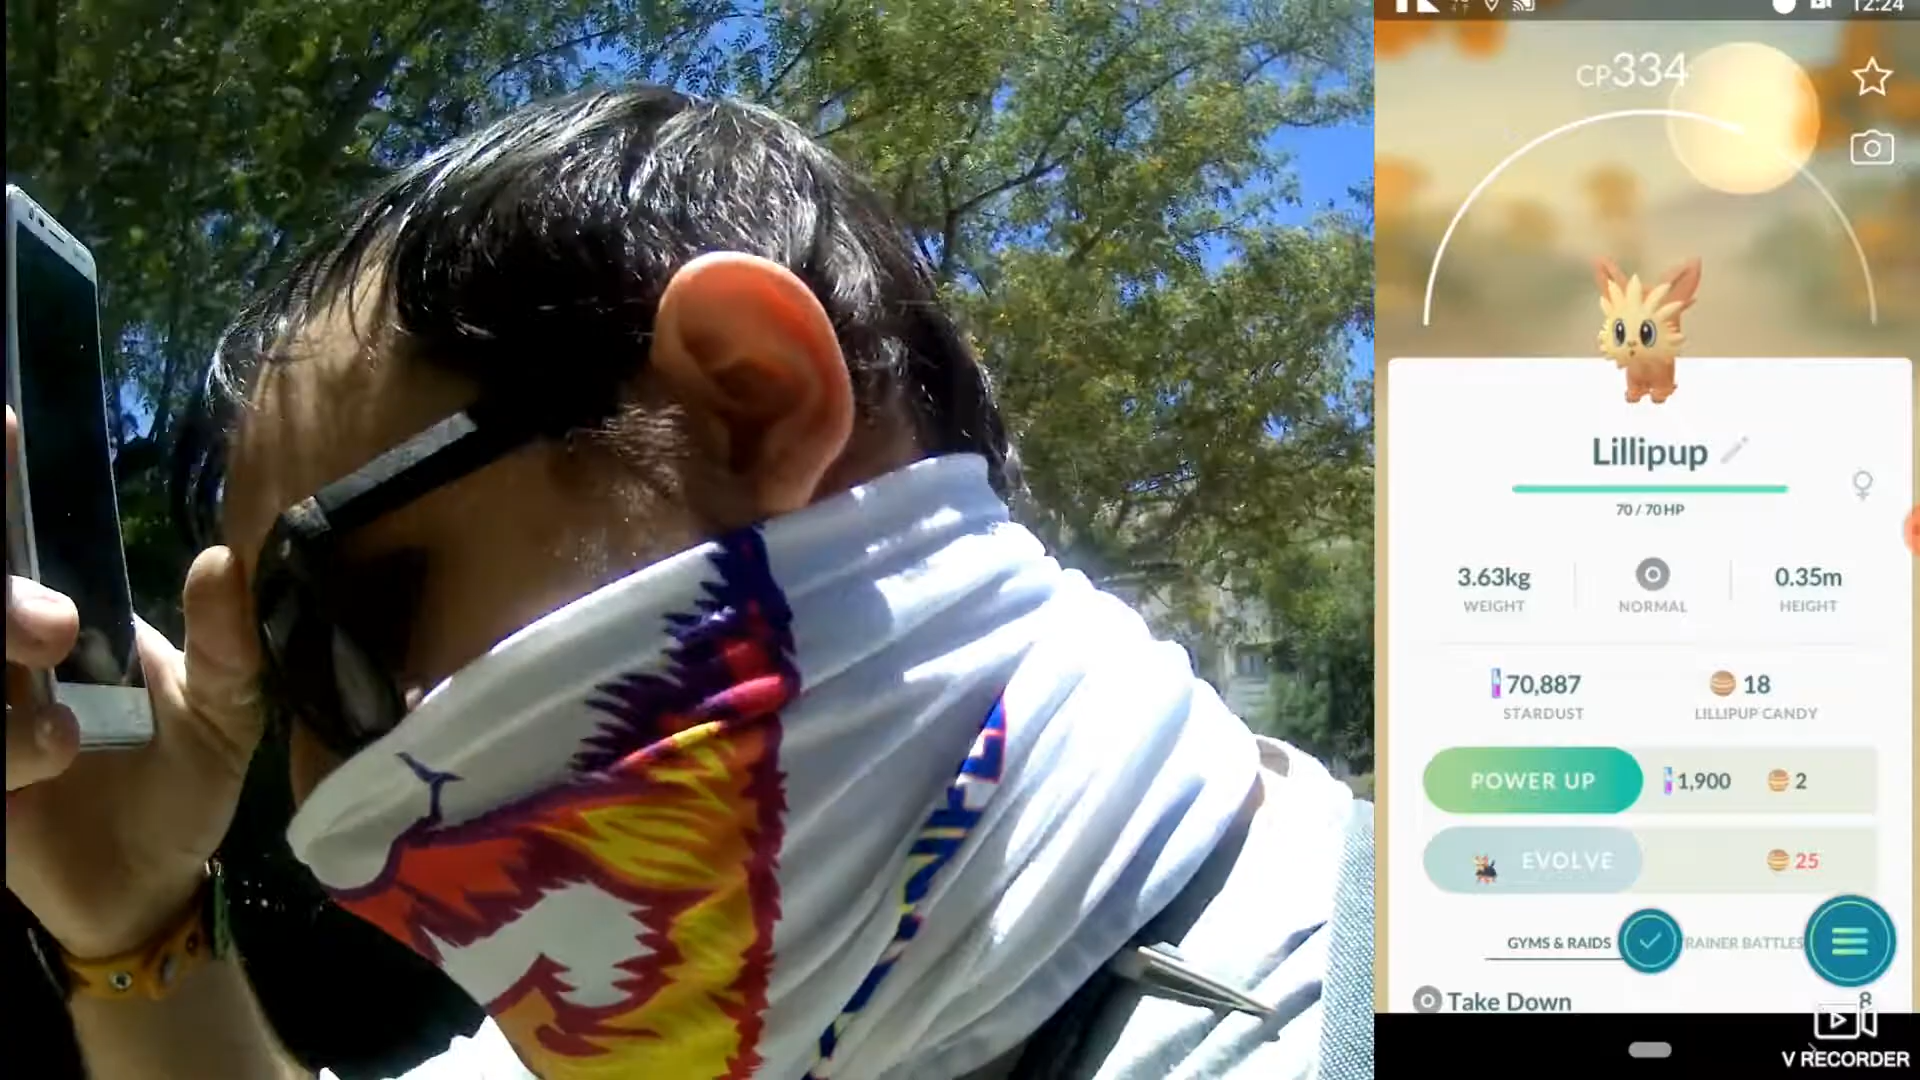 12:24
CP334
Lillipup
70 / 70 HP
3.63kg
WEIGHT
NORMAL
0.35m
HEIGHT
70,887
STARDUST
18
LILLIPUP CANDY
POWER UP
1,900
2
EVOLVE
25
GYMS & RAIDS
TRAINER BATTLES
Take Down
8
V RECORDER